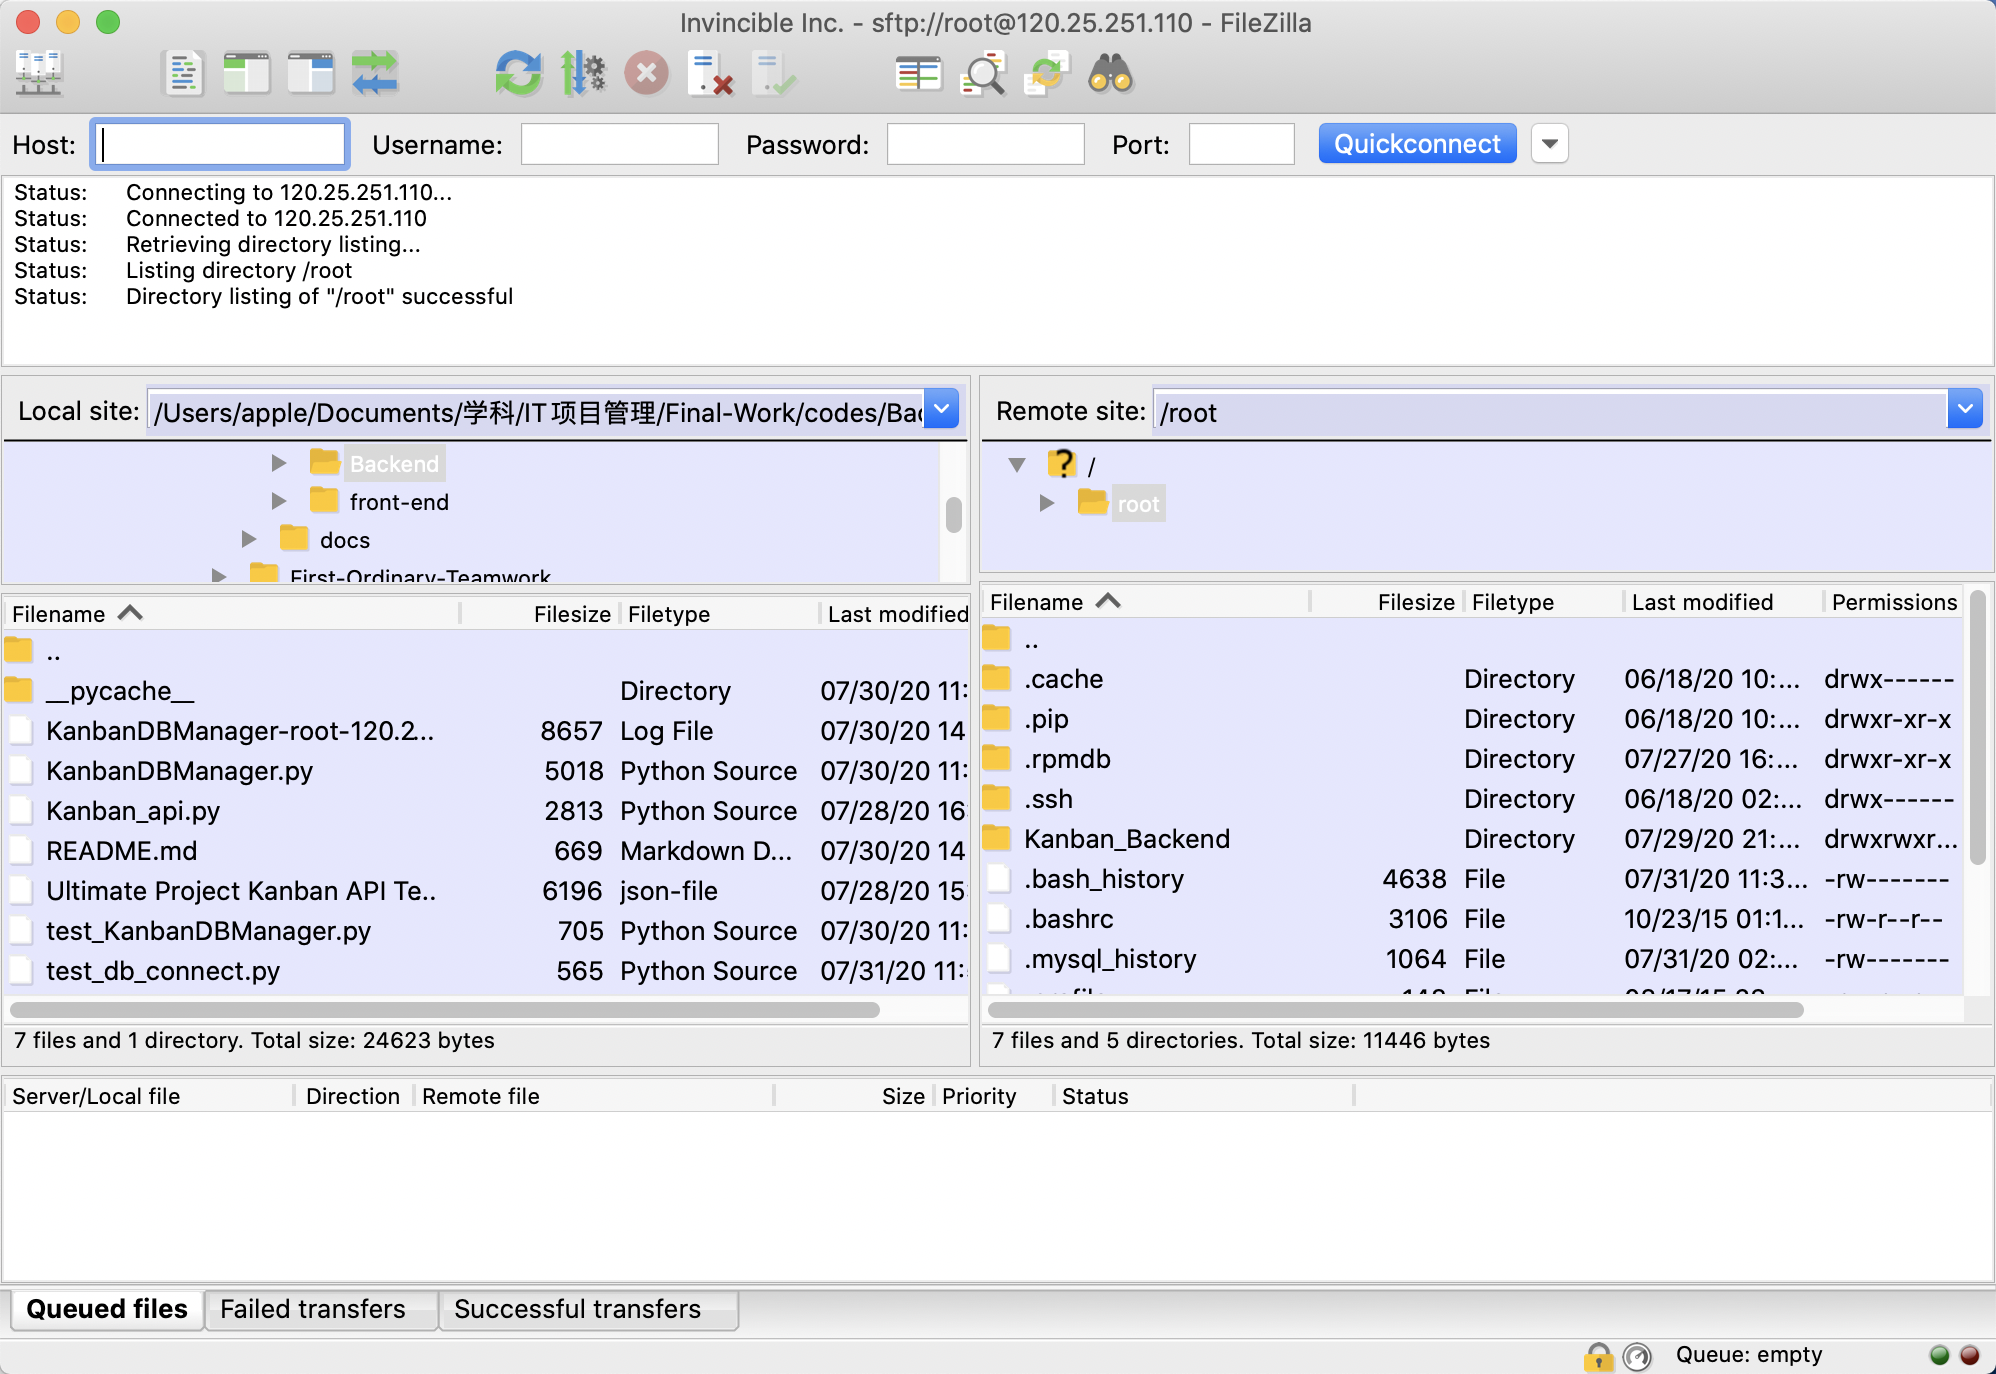 Invincible Inc. - sftp://root@120.25.251.110 - FileZilla
Host: Username: Password: Port: Quickconnect
Status: Connecting to 120.25.251.110...
Status: Connected to 120.25.251.110
Status: Retrieving directory listing...
Status: Listing directory /root
Status: Directory listing of "/root" successful
Local site: /Users/apple/Documents/学科/IT项目管理/Final-Work/codes/Bac
Backend
front-end
docs
First-Ordinary-Teamwork
Filename Filesize Filetype Last modified
..
__pycache__ Directory 07/30/20 11:
KanbanDBManager-root-120.2... 8657 Log File 07/30/20 14
KanbanDBManager.py 5018 Python Source 07/30/20 11:
Kanban_api.py 2813 Python Source 07/28/20 16
README.md 669 Markdown D... 07/30/20 14
Ultimate Project Kanban API Te.. 6196 json-file 07/28/20 15
test_KanbanDBManager.py 705 Python Source 07/30/20 11:
test_db_connect.py 565 Python Source 07/31/20 11:
7 files and 1 directory. Total size: 24623 bytes
Remote site: /root
? /
root
Filename Filesize Filetype Last modified Permissions
..
.cache Directory 06/18/20 10:... drwx------
.pip Directory 06/18/20 10:... drwxr-xr-x
.rpmdb Directory 07/27/20 16:... drwxr-xr-x
.ssh Directory 06/18/20 02:... drwx------
Kanban_Backend Directory 07/29/20 21:... drwxrwxr...
.bash_history 4638 File 07/31/20 11:3... -rw-------
.bashrc 3106 File 10/23/15 01:1... -rw-r--r--
.mysql_history 1064 File 07/31/20 02:... -rw-------
7 files and 5 directories. Total size: 11446 bytes
Server/Local file Direction Remote file Size Priority Status
Queued files Failed transfers Successful transfers
Queue: empty